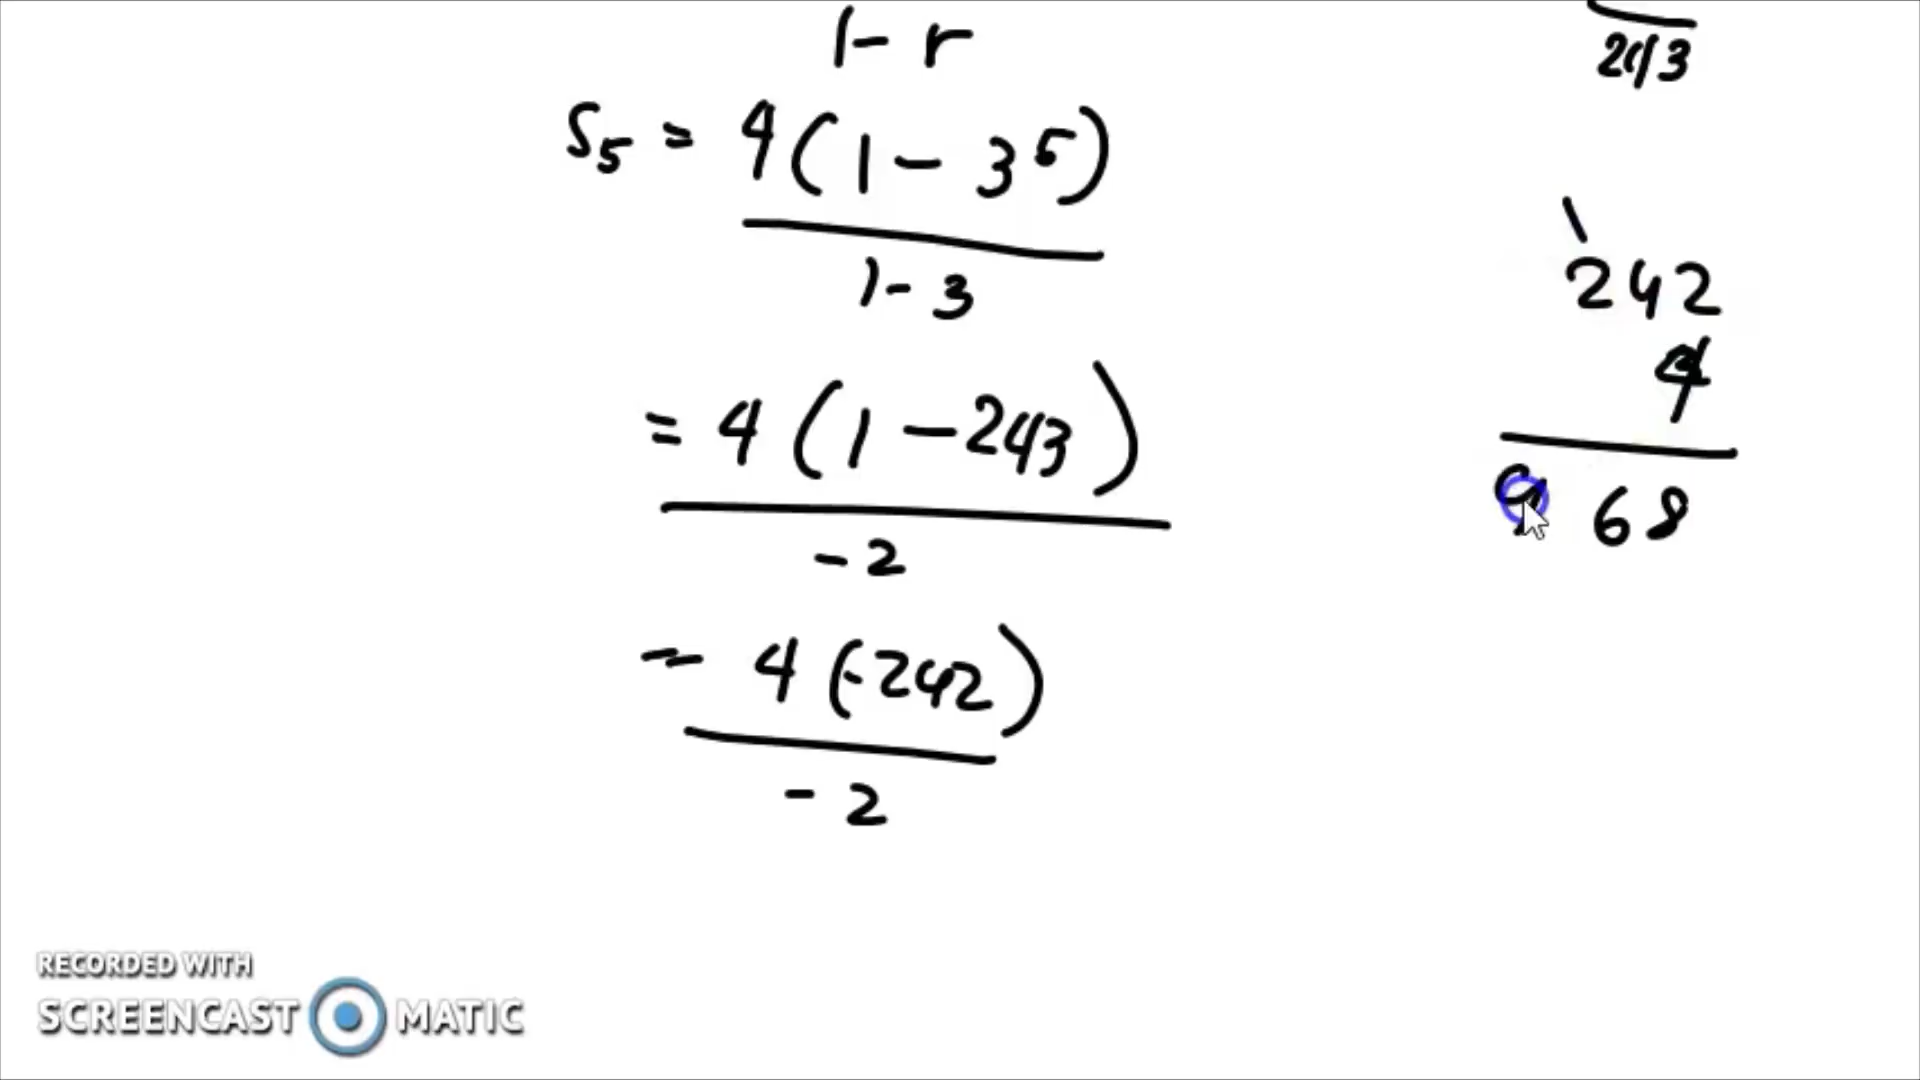 1 - r
S5 = 4(1 - 3^5)
1 - 3
= 4(1 - 243)
- 2
= 4(-242)
- 2
243
1
242
4
968
RECORDED WITH
SCREENCAST MATIC